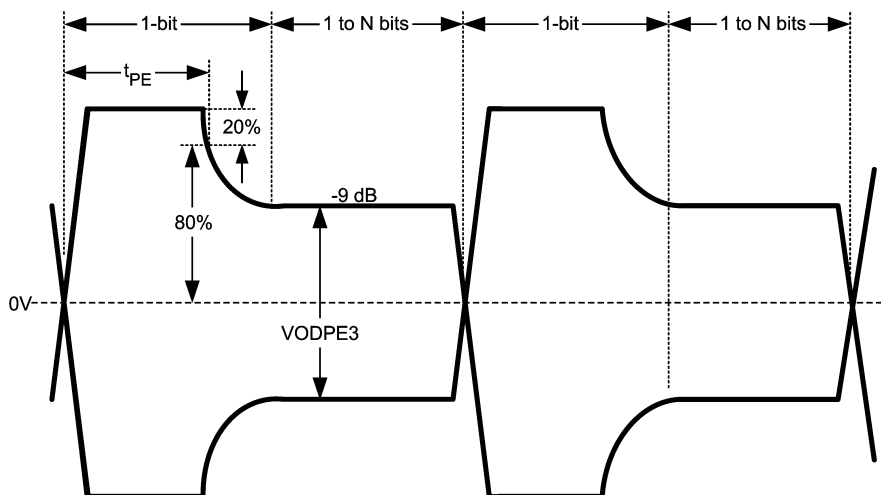 1-bit
1 to N bits
1-bit
1 to N bits
tPE
20%
-9 dB
80%
0V
VODPE3